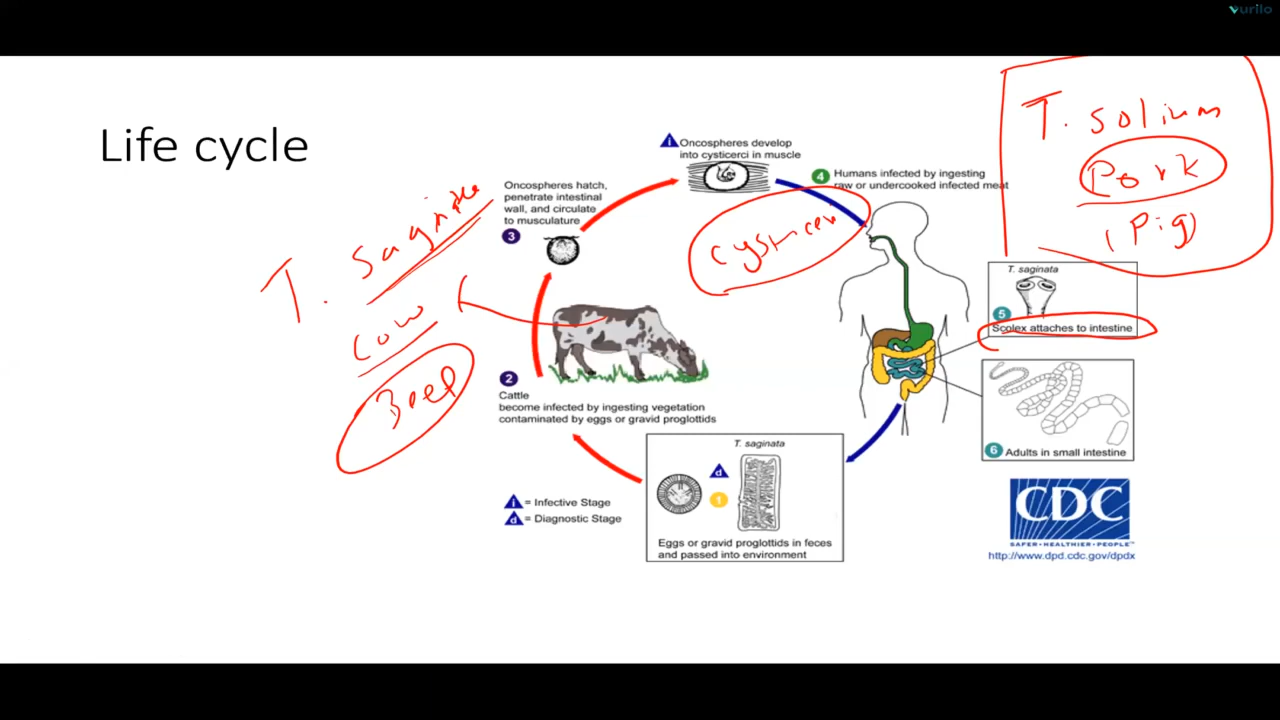 Vurilo
Life cycle
T. saginata
Cow
Beef
T. solium
Pork
(Pig)
i
Oncospheres develop
into cysticerci in muscle
4
Humans infected by ingesting
raw or undercooked infected meat
Oncospheres hatch,
penetrate intestinal
wall, and circulate
to musculature
3
T. saginata
5
Scolex attaches to intestine
6
Adults in small intestine
2
Cattle
become infected by ingesting vegetation
contaminated by eggs or gravid proglottids
T. saginata
d
1
Eggs or gravid proglottids in feces
and passed into environment
i = Infective Stage
d = Diagnostic Stage
CDC
SAFER·HEALTHIER·PEOPLE™
http://www.dpd.cdc.gov/dpdx